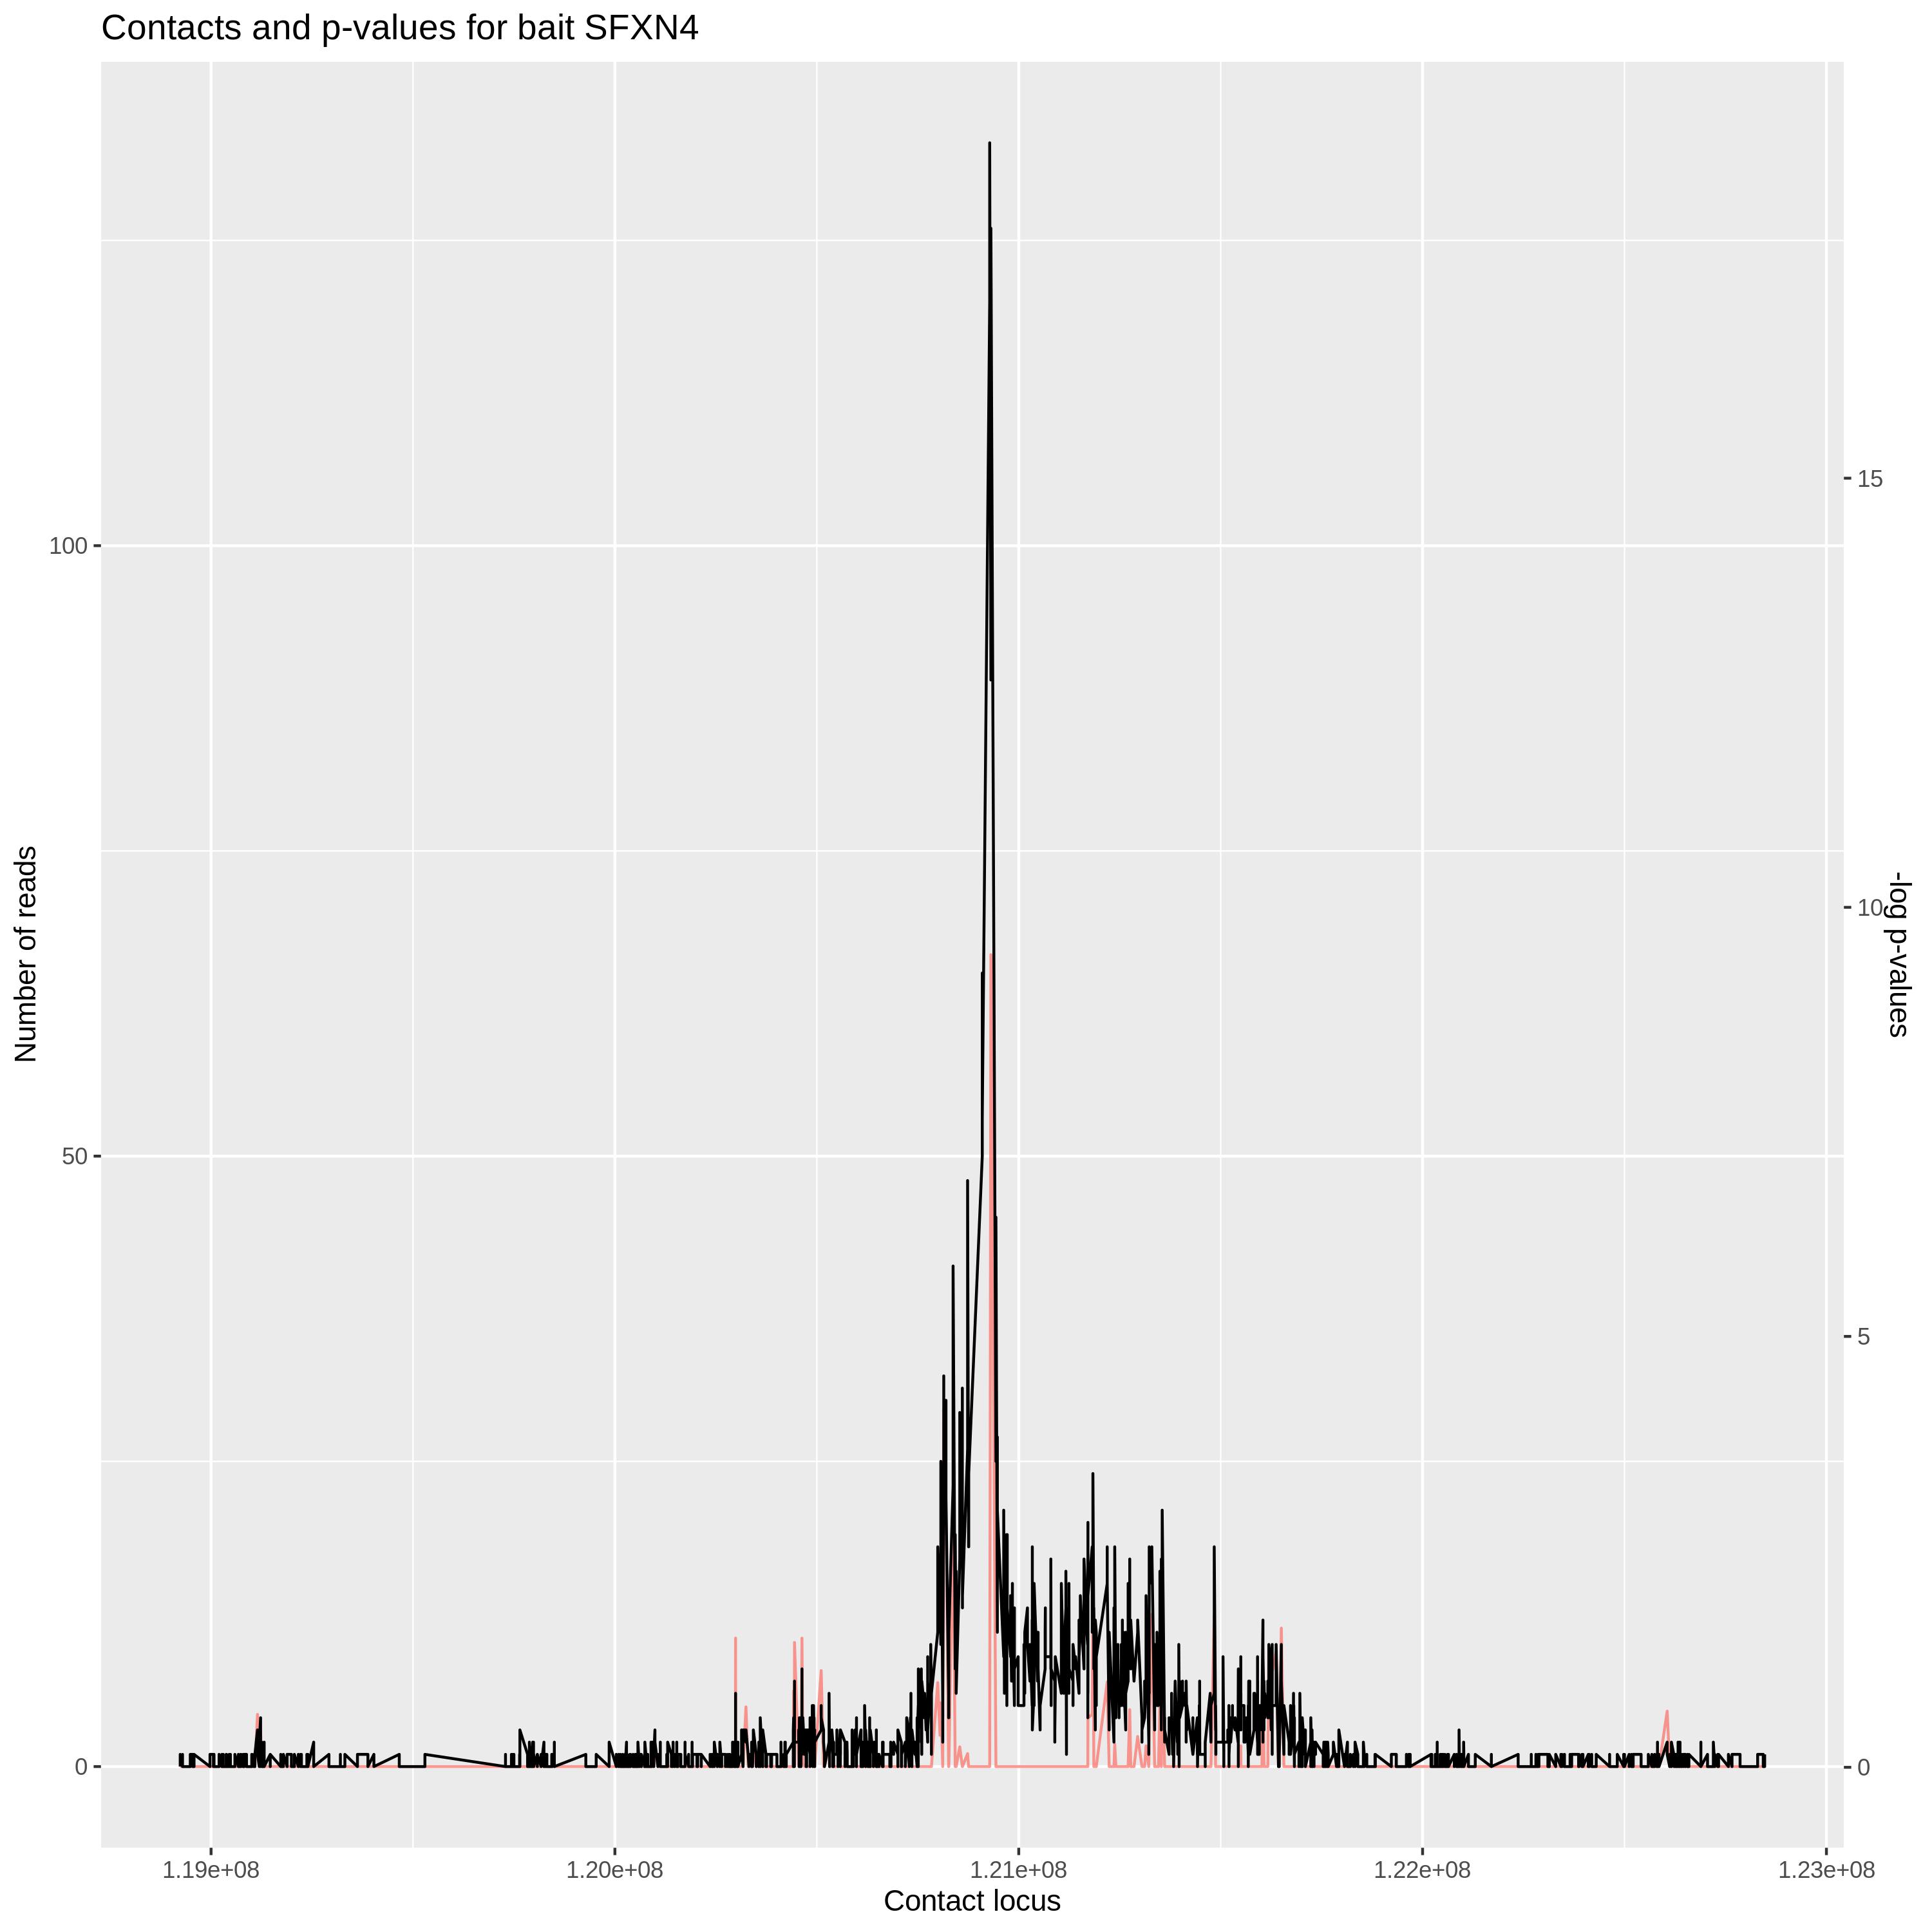 Contacts and p-values for bait SFXN4
Number of reads
100
50
0
15
10
5
0
-log p-values
1.19e+08
1.20e+08
1.21e+08
1.22e+08
1.23e+08
Contact locus